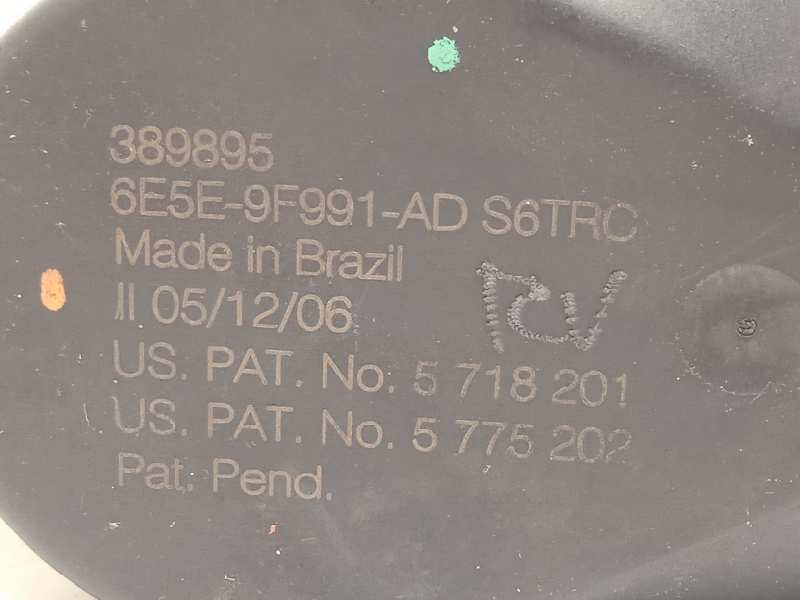 389895
6E5E-9F991-AD S6TRC
Made in Brazil
II 05/12/06
US. PAT. No. 5 718 201
US. PAT. No. 5 775 202
Pat. Pend.